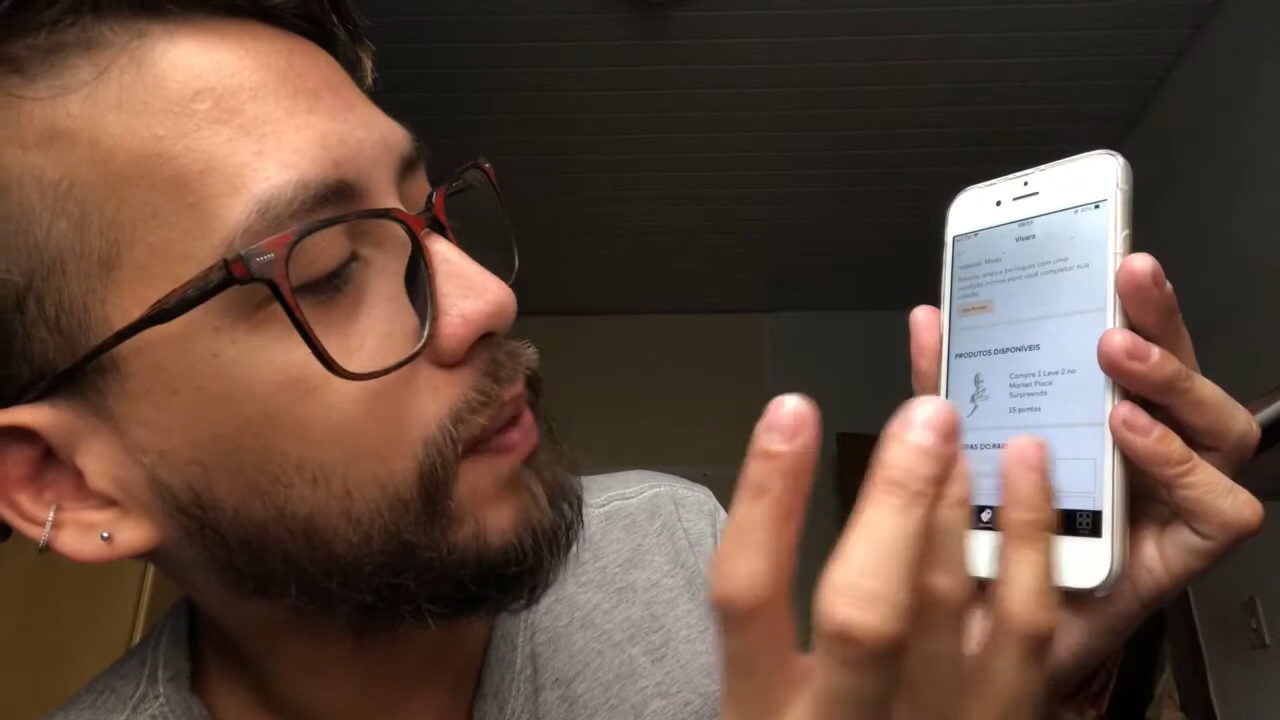 Vivara
Material: Moda
Brincos, anéis e berloques com uma
condição incrível para você completar sua
coleção.
PRODUTOS DISPONÍVEIS
Compre 1 Leve 2 no
Market Place
Surpreenda
15 pontos